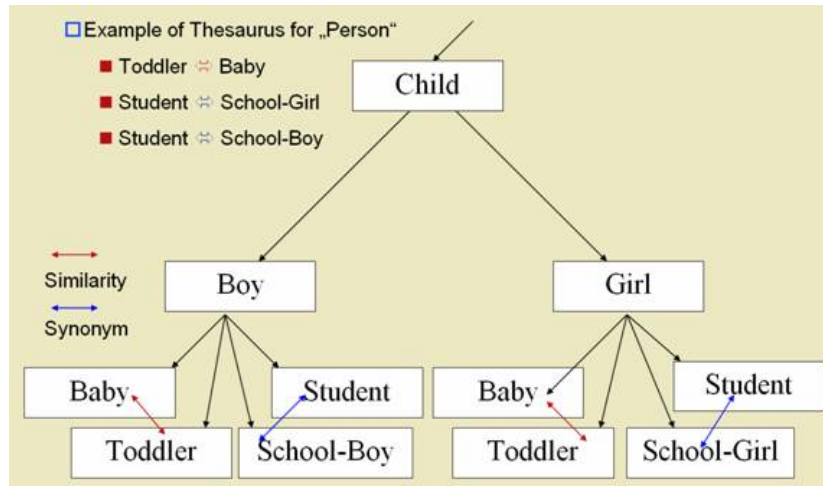 Example of Thesaurus for „Person“
Toddler ⇔ Baby
Student ⇔ School-Girl
Student ⇔ School-Boy
Child
Similarity
Synonym
Boy
Girl
Baby
Student
Toddler
School-Boy
Baby
Student
Toddler
School-Girl